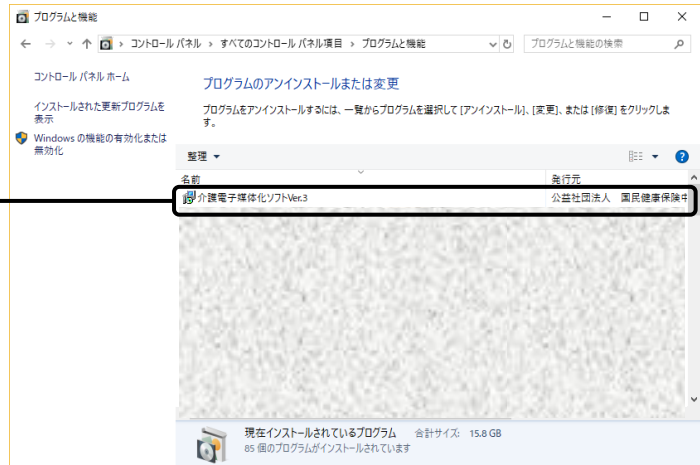 プログラムと機能
コントロール パネル › すべてのコントロール パネル項目 › プログラムと機能
プログラムと機能の検索
コントロール パネル ホーム
インストールされた更新プログラムを
表示
Windows の機能の有効化または
無効化
プログラムのアンインストールまたは変更
プログラムをアンインストールするには、一覧からプログラムを選択して [アンインストール]、[変更]、または [修復] をクリックしま
す。
整理
名前
発行元
介護電子媒体化ソフトVer.3
公益社団法人 国民健康保険中
現在インストールされているプログラム 合計サイズ: 15.8 GB
85 個のプログラムがインストールされています